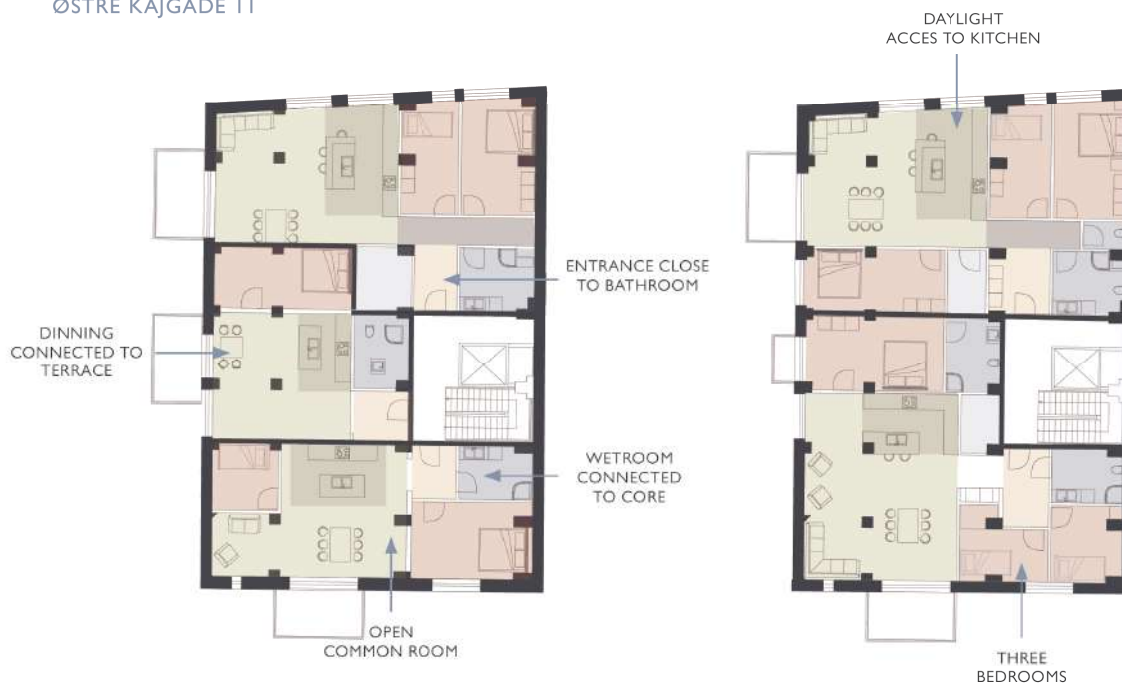 ØSTRE KAJGADE 11
DAYLIGHT
ACCES TO KITCHEN
ENTRANCE CLOSE
TO BATHROOM
DINNING
CONNECTED TO
TERRACE
WETROOM
CONNECTED
TO CORE
OPEN
COMMON ROOM
THREE
BEDROOMS